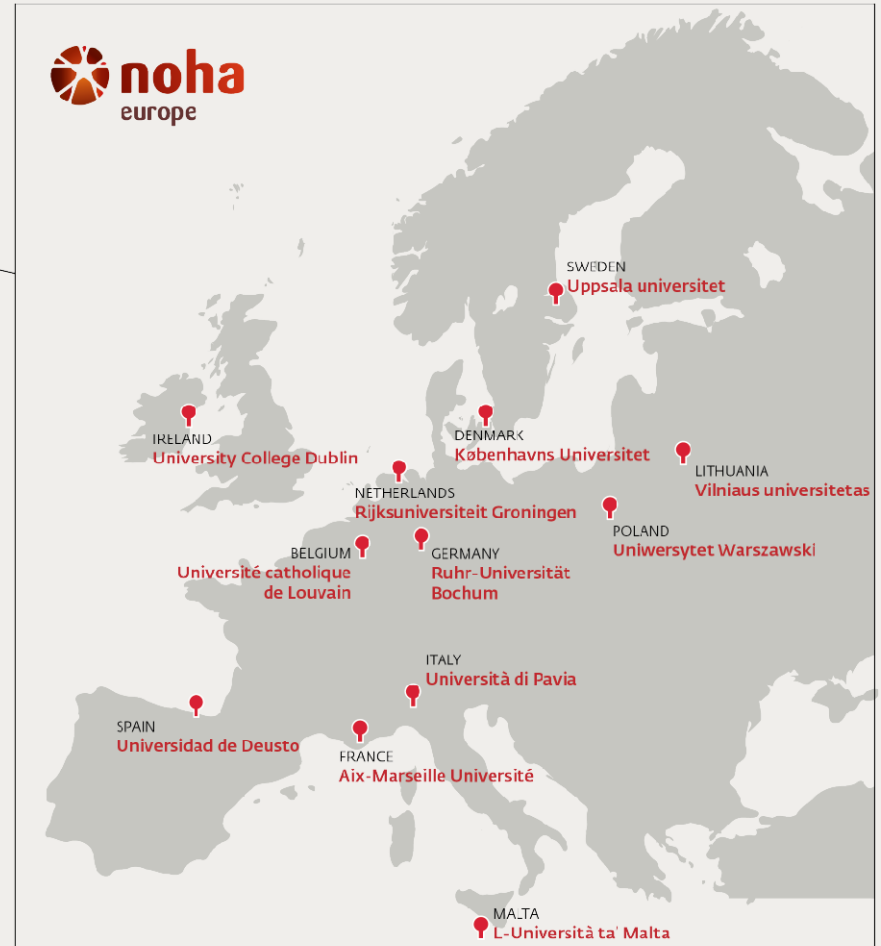 noha
europe
SWEDEN
Uppsala universitet
IRELAND
University College Dublin
DENMARK
Københavns Universitet
LITHUANIA
Vilniaus universitetas
NETHERLANDS
Rijksuniversiteit Groningen
POLAND
Uniwersytet Warszawski
BELGIUM
Université catholique
de Louvain
GERMANY
Ruhr-Universität
Bochum
ITALY
Università di Pavia
SPAIN
Universidad de Deusto
FRANCE
Aix-Marseille Université
MALTA
L-Università ta' Malta